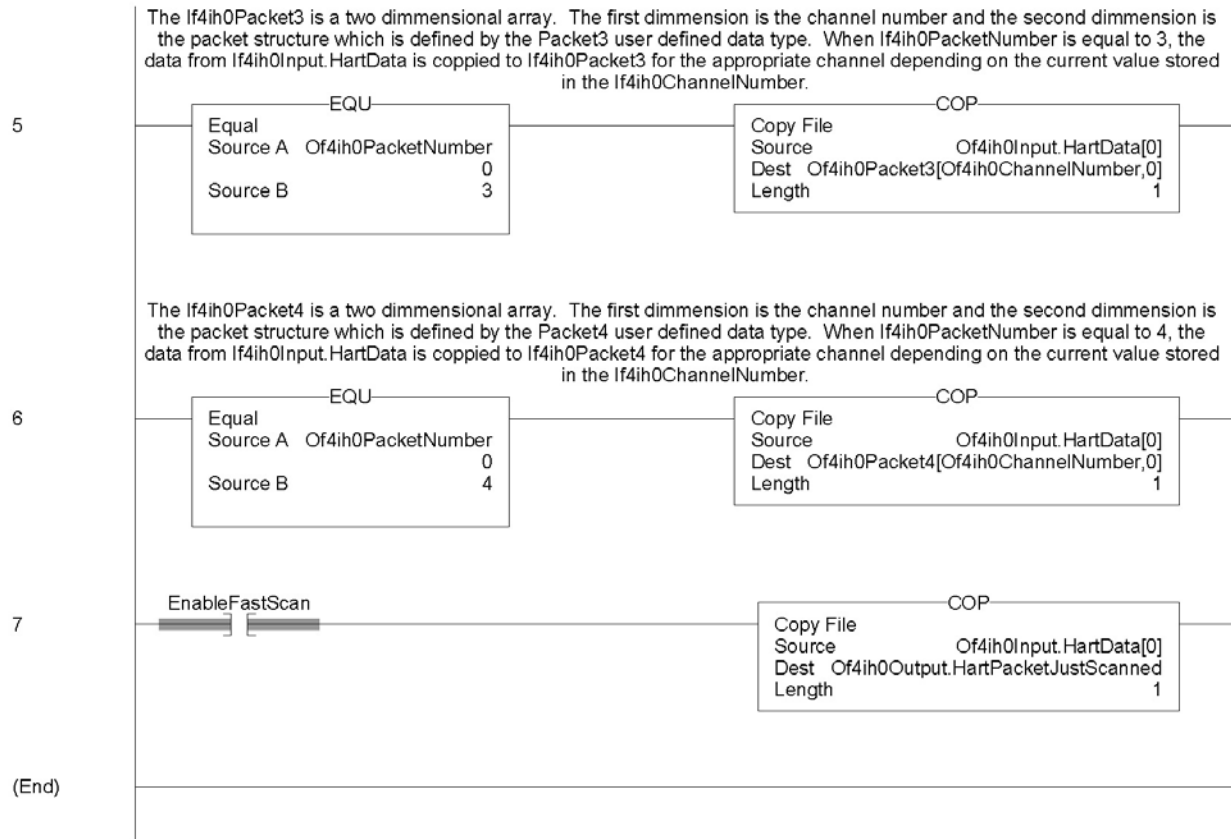 The If4ih0Packet3 is a two dimmensional array. The first dimmension is the channel number and the second dimmension is
the packet structure which is defined by the Packet3 user defined data type. When If4ih0PacketNumber is equal to 3, the
data from If4ih0Input.HartData is coppied to If4ih0Packet3 for the appropriate channel depending on the current value stored
in the If4ih0ChannelNumber.
5
EQU
Equal
Source A Of4ih0PacketNumber
0
Source B 3
COP
Copy File
Source Of4ih0Input.HartData[0]
Dest Of4ih0Packet3[Of4ih0ChannelNumber,0]
Length 1
The If4ih0Packet4 is a two dimmensional array. The first dimmension is the channel number and the second dimmension is
the packet structure which is defined by the Packet4 user defined data type. When If4ih0PacketNumber is equal to 4, the
data from If4ih0Input.HartData is coppied to If4ih0Packet4 for the appropriate channel depending on the current value stored
in the If4ih0ChannelNumber.
6
EQU
Equal
Source A Of4ih0PacketNumber
0
Source B 4
COP
Copy File
Source Of4ih0Input.HartData[0]
Dest Of4ih0Packet4[Of4ih0ChannelNumber,0]
Length 1
7
EnableFastScan
COP
Copy File
Source Of4ih0Input.HartData[0]
Dest Of4ih0Output.HartPacketJustScanned
Length 1
(End)